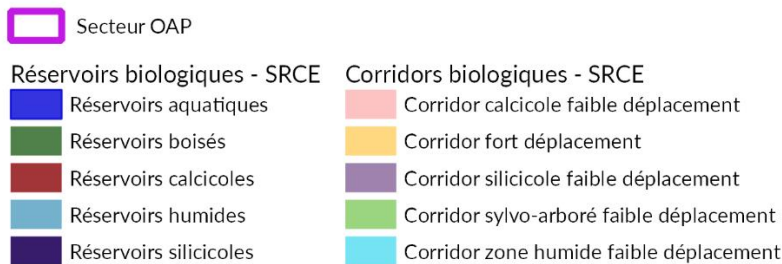 Secteur OAP
Réservoirs biologiques - SRCE
Réservoirs aquatiques
Réservoirs boisés
Réservoirs calcicoles
Réservoirs humides
Réservoirs silicicoles
Corridors biologiques - SRCE
Corridor calcicole faible déplacement
Corridor fort déplacement
Corridor silicicole faible déplacement
Corridor sylvo-arboré faible déplacement
Corridor zone humide faible déplacement